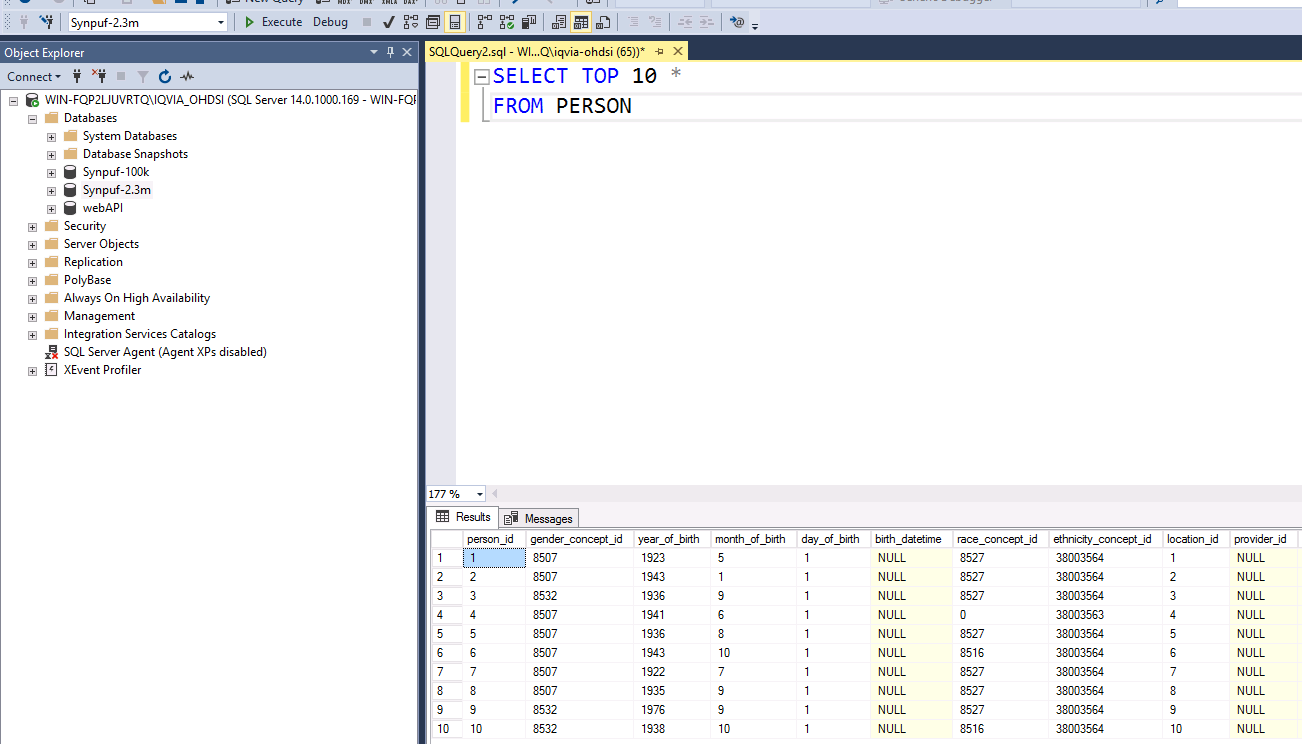 New Query
Synpuf-2.3m
Execute Debug
Object Explorer
Connect
WIN-FQP2LJUVRTQ\IQVIA_OHDSI (SQL Server 14.0.1000.169 - WIN-FQP
Databases
System Databases
Database Snapshots
Synpuf-100k
Synpuf-2.3m
webAPI
Security
Server Objects
Replication
PolyBase
Always On High Availability
Management
Integration Services Catalogs
SQL Server Agent (Agent XPs disabled)
XEvent Profiler
SQLQuery2.sql - WI...Q\iqvia-ohdsi (65))*
SELECT TOP 10 *
FROM PERSON
177 %
Results Messages
person_id gender_concept_id year_of_birth month_of_birth day_of_birth birth_datetime race_concept_id ethnicity_concept_id location_id provider_id
1 1 8507 1923 5 1 NULL 8527 38003564 1 NULL
2 2 8507 1943 1 1 NULL 8527 38003564 2 NULL
3 3 8532 1936 9 1 NULL 8527 38003564 3 NULL
4 4 8507 1941 6 1 NULL 0 38003563 4 NULL
5 5 8507 1936 8 1 NULL 8527 38003564 5 NULL
6 6 8507 1943 10 1 NULL 8516 38003564 6 NULL
7 7 8507 1922 7 1 NULL 8527 38003564 7 NULL
8 8 8507 1935 9 1 NULL 8527 38003564 8 NULL
9 9 8532 1976 9 1 NULL 8527 38003564 9 NULL
10 10 8532 1938 10 1 NULL 8516 38003564 10 NULL